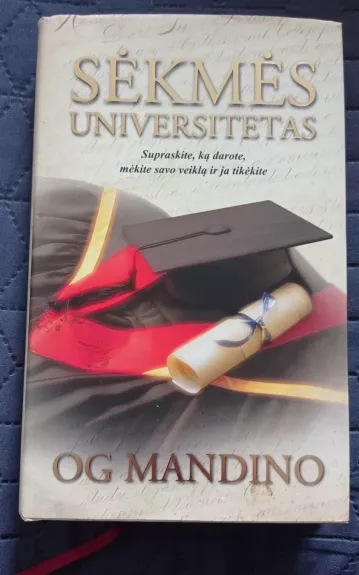 SĖKMĖS
UNIVERSITETAS
Supraskite, ką darote,
mėkite savo veiklą ir ja tikėkite
OG MANDINO